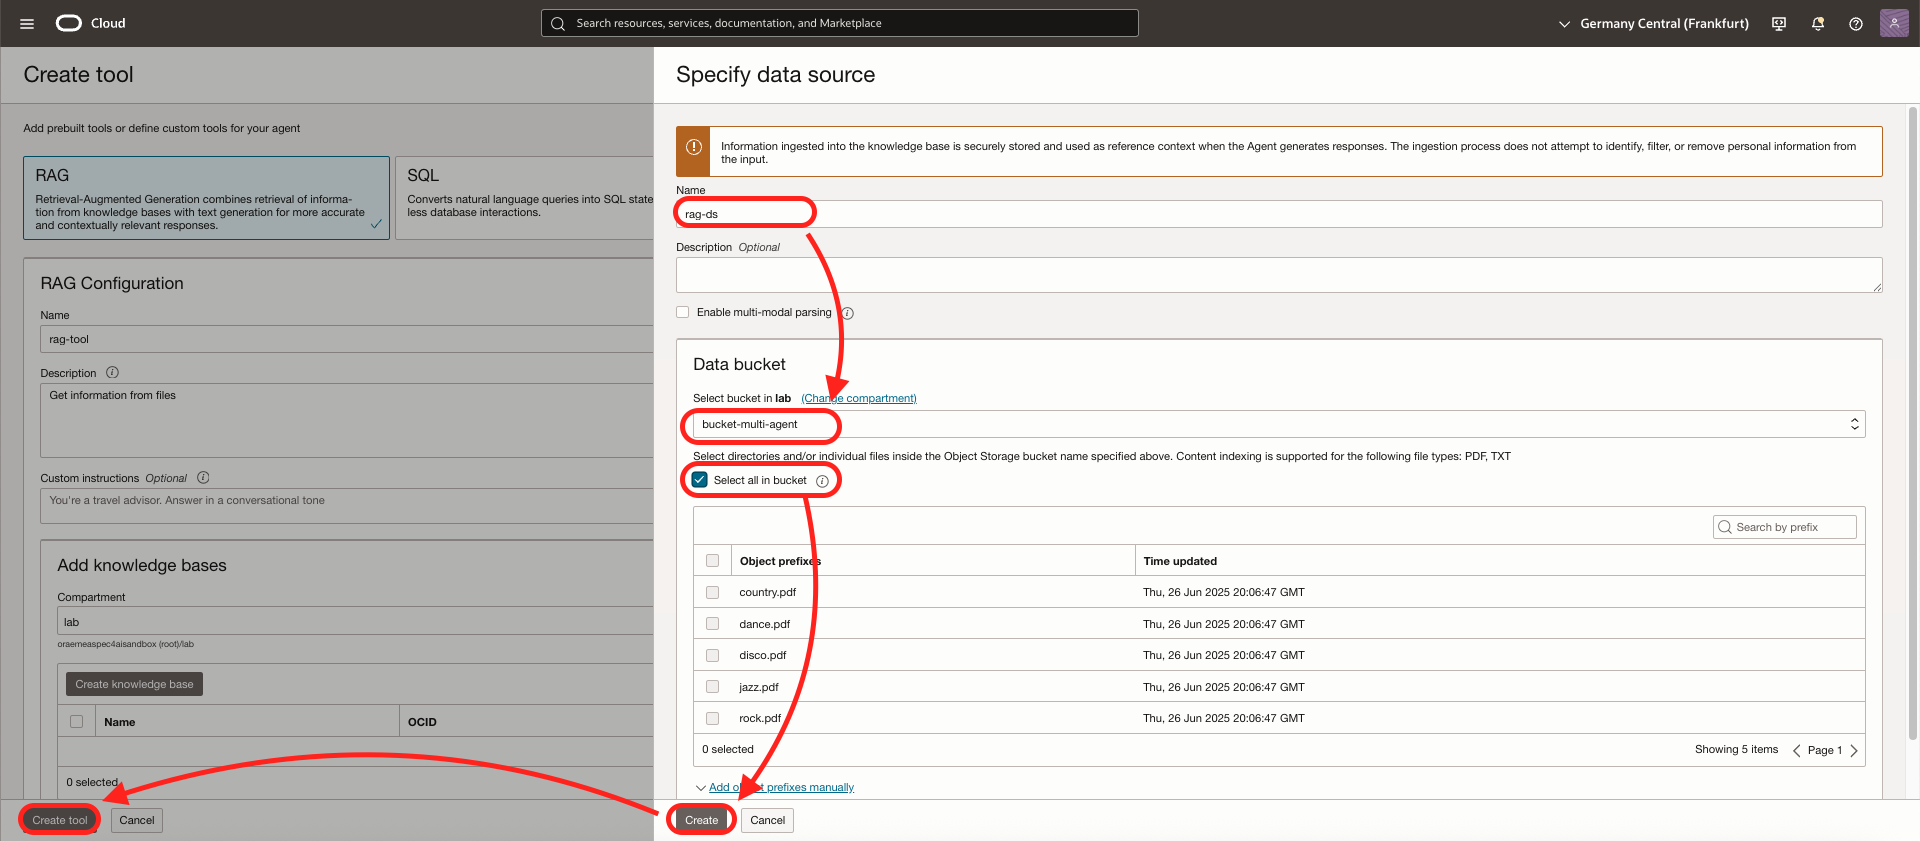 Cloud
Search resources, services, documentation, and Marketplace
Germany Central (Frankfurt)
Create tool
Add prebuilt tools or define custom tools for your agent
RAG
Retrieval-Augmented Generation combines retrieval of informa-
tion from knowledge bases with text generation for more accurate
and contextually relevant responses.
SQL
Converts natural language queries into SQL state
less database interactions.
RAG Configuration
Name
rag-tool
Description
Get information from files
Custom instructions Optional
You're a travel advisor. Answer in a conversational tone
Add knowledge bases
Compartment
lab
oraemeaspec4aisandbox (root)/lab
Create knowledge base
Name
OCID
0 selected
Create tool
Cancel
Specify data source
Information ingested into the knowledge base is securely stored and used as reference context when the Agent generates responses. The ingestion process does not attempt to identify, filter, or remove personal information from
the input.
Name
rag-ds
Description Optional
Enable multi-modal parsing
Data bucket
Select bucket in lab (Change compartment)
bucket-multi-agent
Select directories and/or individual files inside the Object Storage bucket name specified above. Content indexing is supported for the following file types: PDF, TXT
Select all in bucket
Search by prefix
Object prefixes
Time updated
country.pdf
Thu, 26 Jun 2025 20:06:47 GMT
dance.pdf
Thu, 26 Jun 2025 20:06:47 GMT
disco.pdf
Thu, 26 Jun 2025 20:06:47 GMT
jazz.pdf
Thu, 26 Jun 2025 20:06:47 GMT
rock.pdf
Thu, 26 Jun 2025 20:06:47 GMT
0 selected
Showing 5 items
Page 1
Add object prefixes manually
Create
Cancel